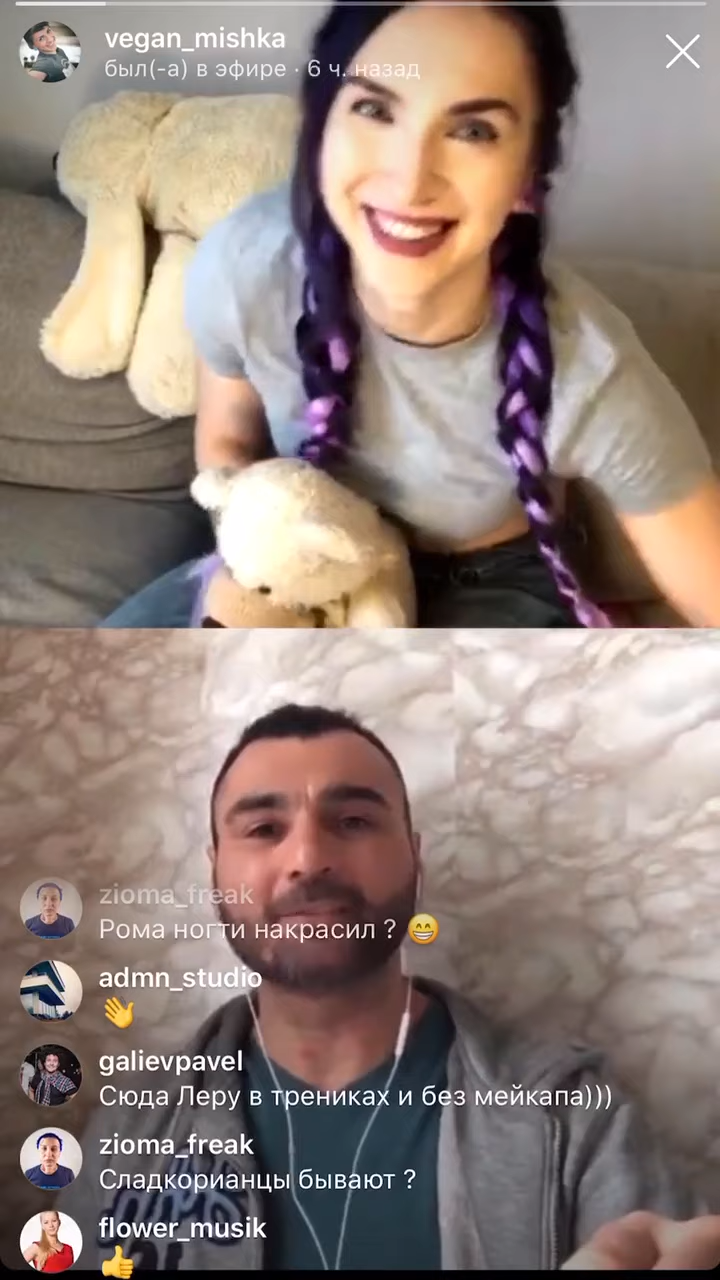 vegan_mishka
был(-а) в эфире · 6 ч. назад
zioma_freak
Рома ногти накрасил ? 😁
admn_studio
👋
galievpavel
Сюда Леру в трениках и без мейкапа)))
zioma_freak
Сладкорианцы бывают ?
flower_musik
👍